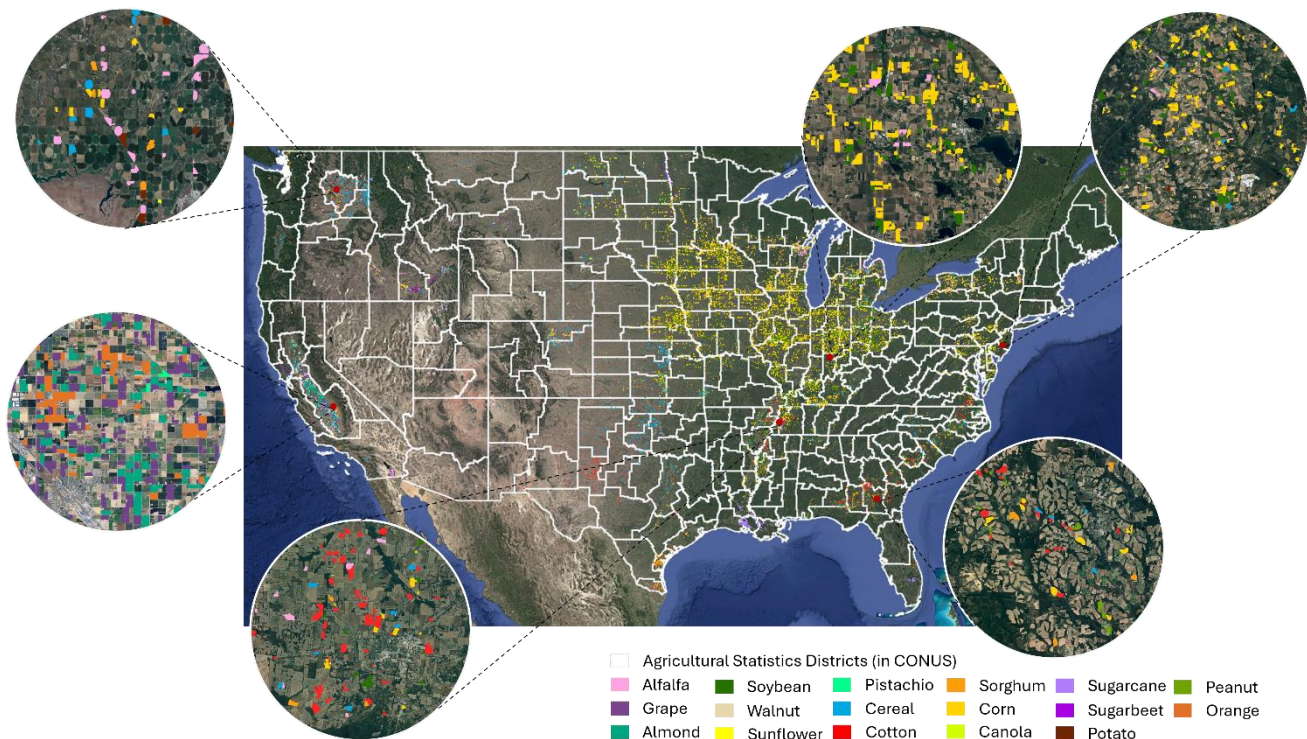 Agricultural Statistics Districts (in CONUS)
Alfalfa Soybean Pistachio Sorghum Sugarcane Peanut
Grape Walnut Cereal Corn Sugarbeet Orange
Almond Sunflower Cotton Canola Potato